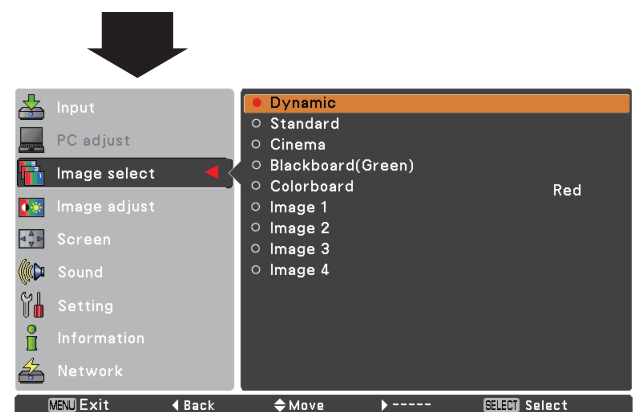 Input
PC adjust
Image select
Image adjust
Screen
Sound
Setting
Information
Network
Dynamic
Standard
Cinema
Blackboard(Green)
Colorboard Red
Image 1
Image 2
Image 3
Image 4
MENU Exit Back Move ----- SELECT Select